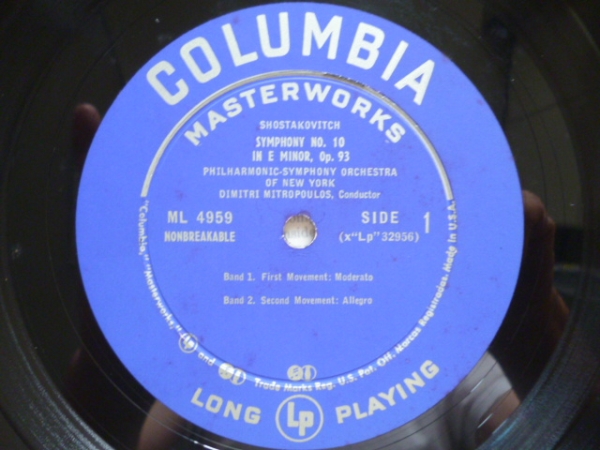 COLUMBIA
MASTERWORKS
SHOSTAKOVITCH
SYMPHONY NO. 10
IN E MINOR, Op. 93
PHILHARMONIC-SYMPHONY ORCHESTRA
OF NEW YORK
DIMITRI MITROPOULOS, Conductor
ML 4959
NONBREAKABLE
SIDE 1
(x"Lp"32956)
Band 1. First Movement: Moderato
Band 2. Second Movement: Allegro
"Columbia," "Masterworks," Lp and Trade Marks Reg. U.S. Pat. Off. Marcas Registradas. Made in U.S.A.
LONG Lp PLAYING